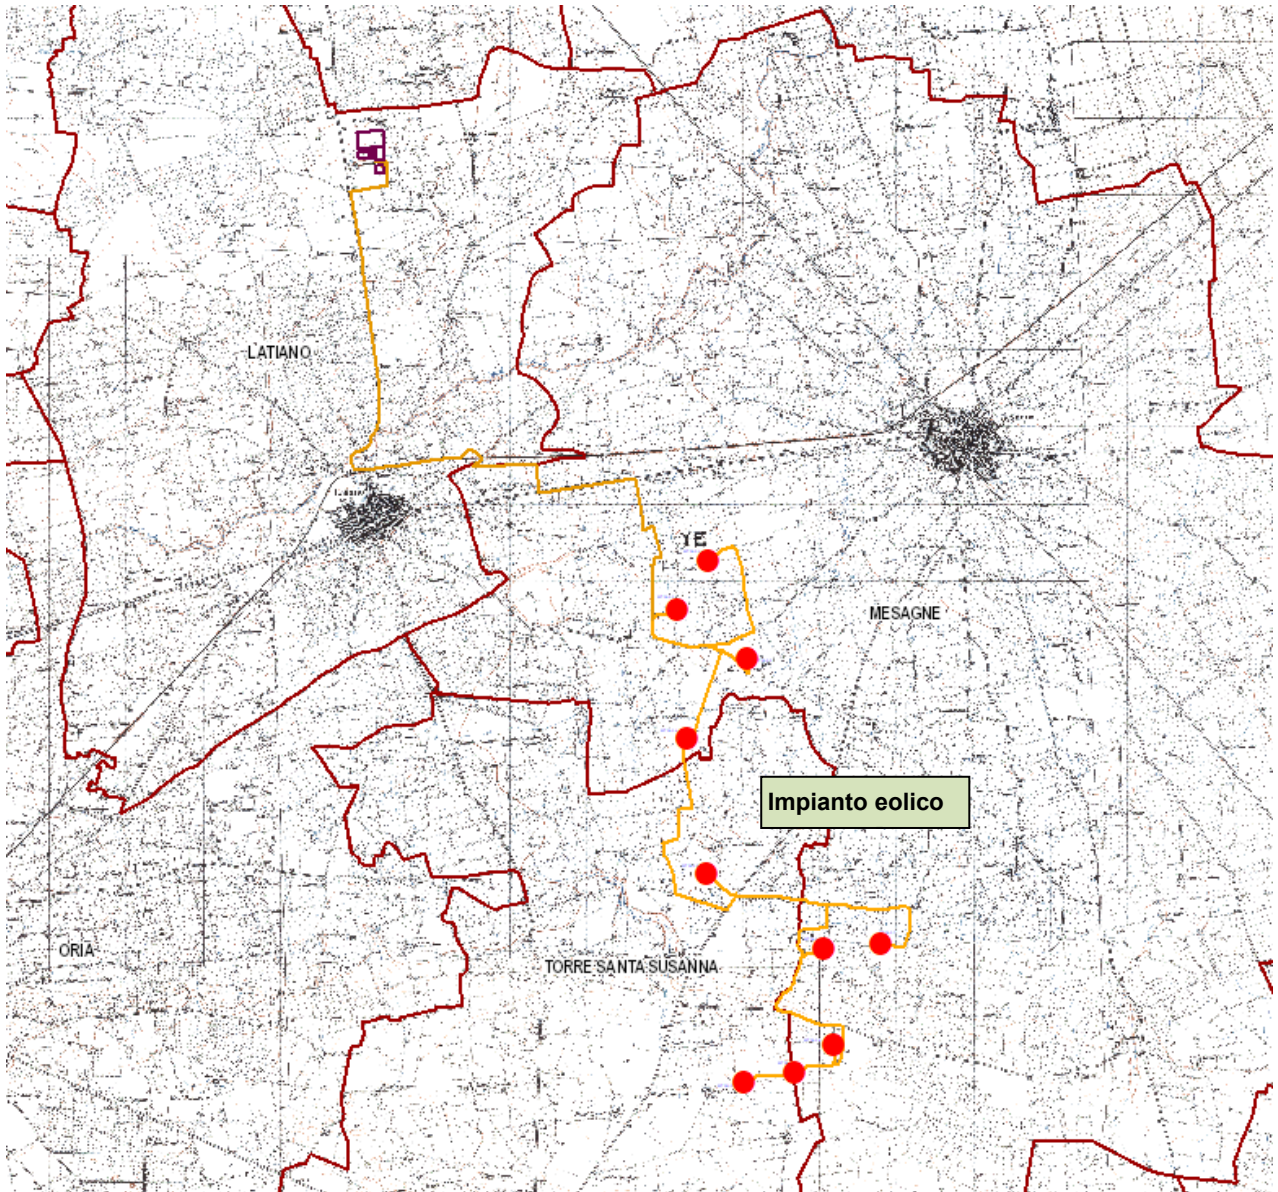 LATIANO
YE
MESAGNE
Impianto eolico
ORIA
TORRE SANTA SUSANNA